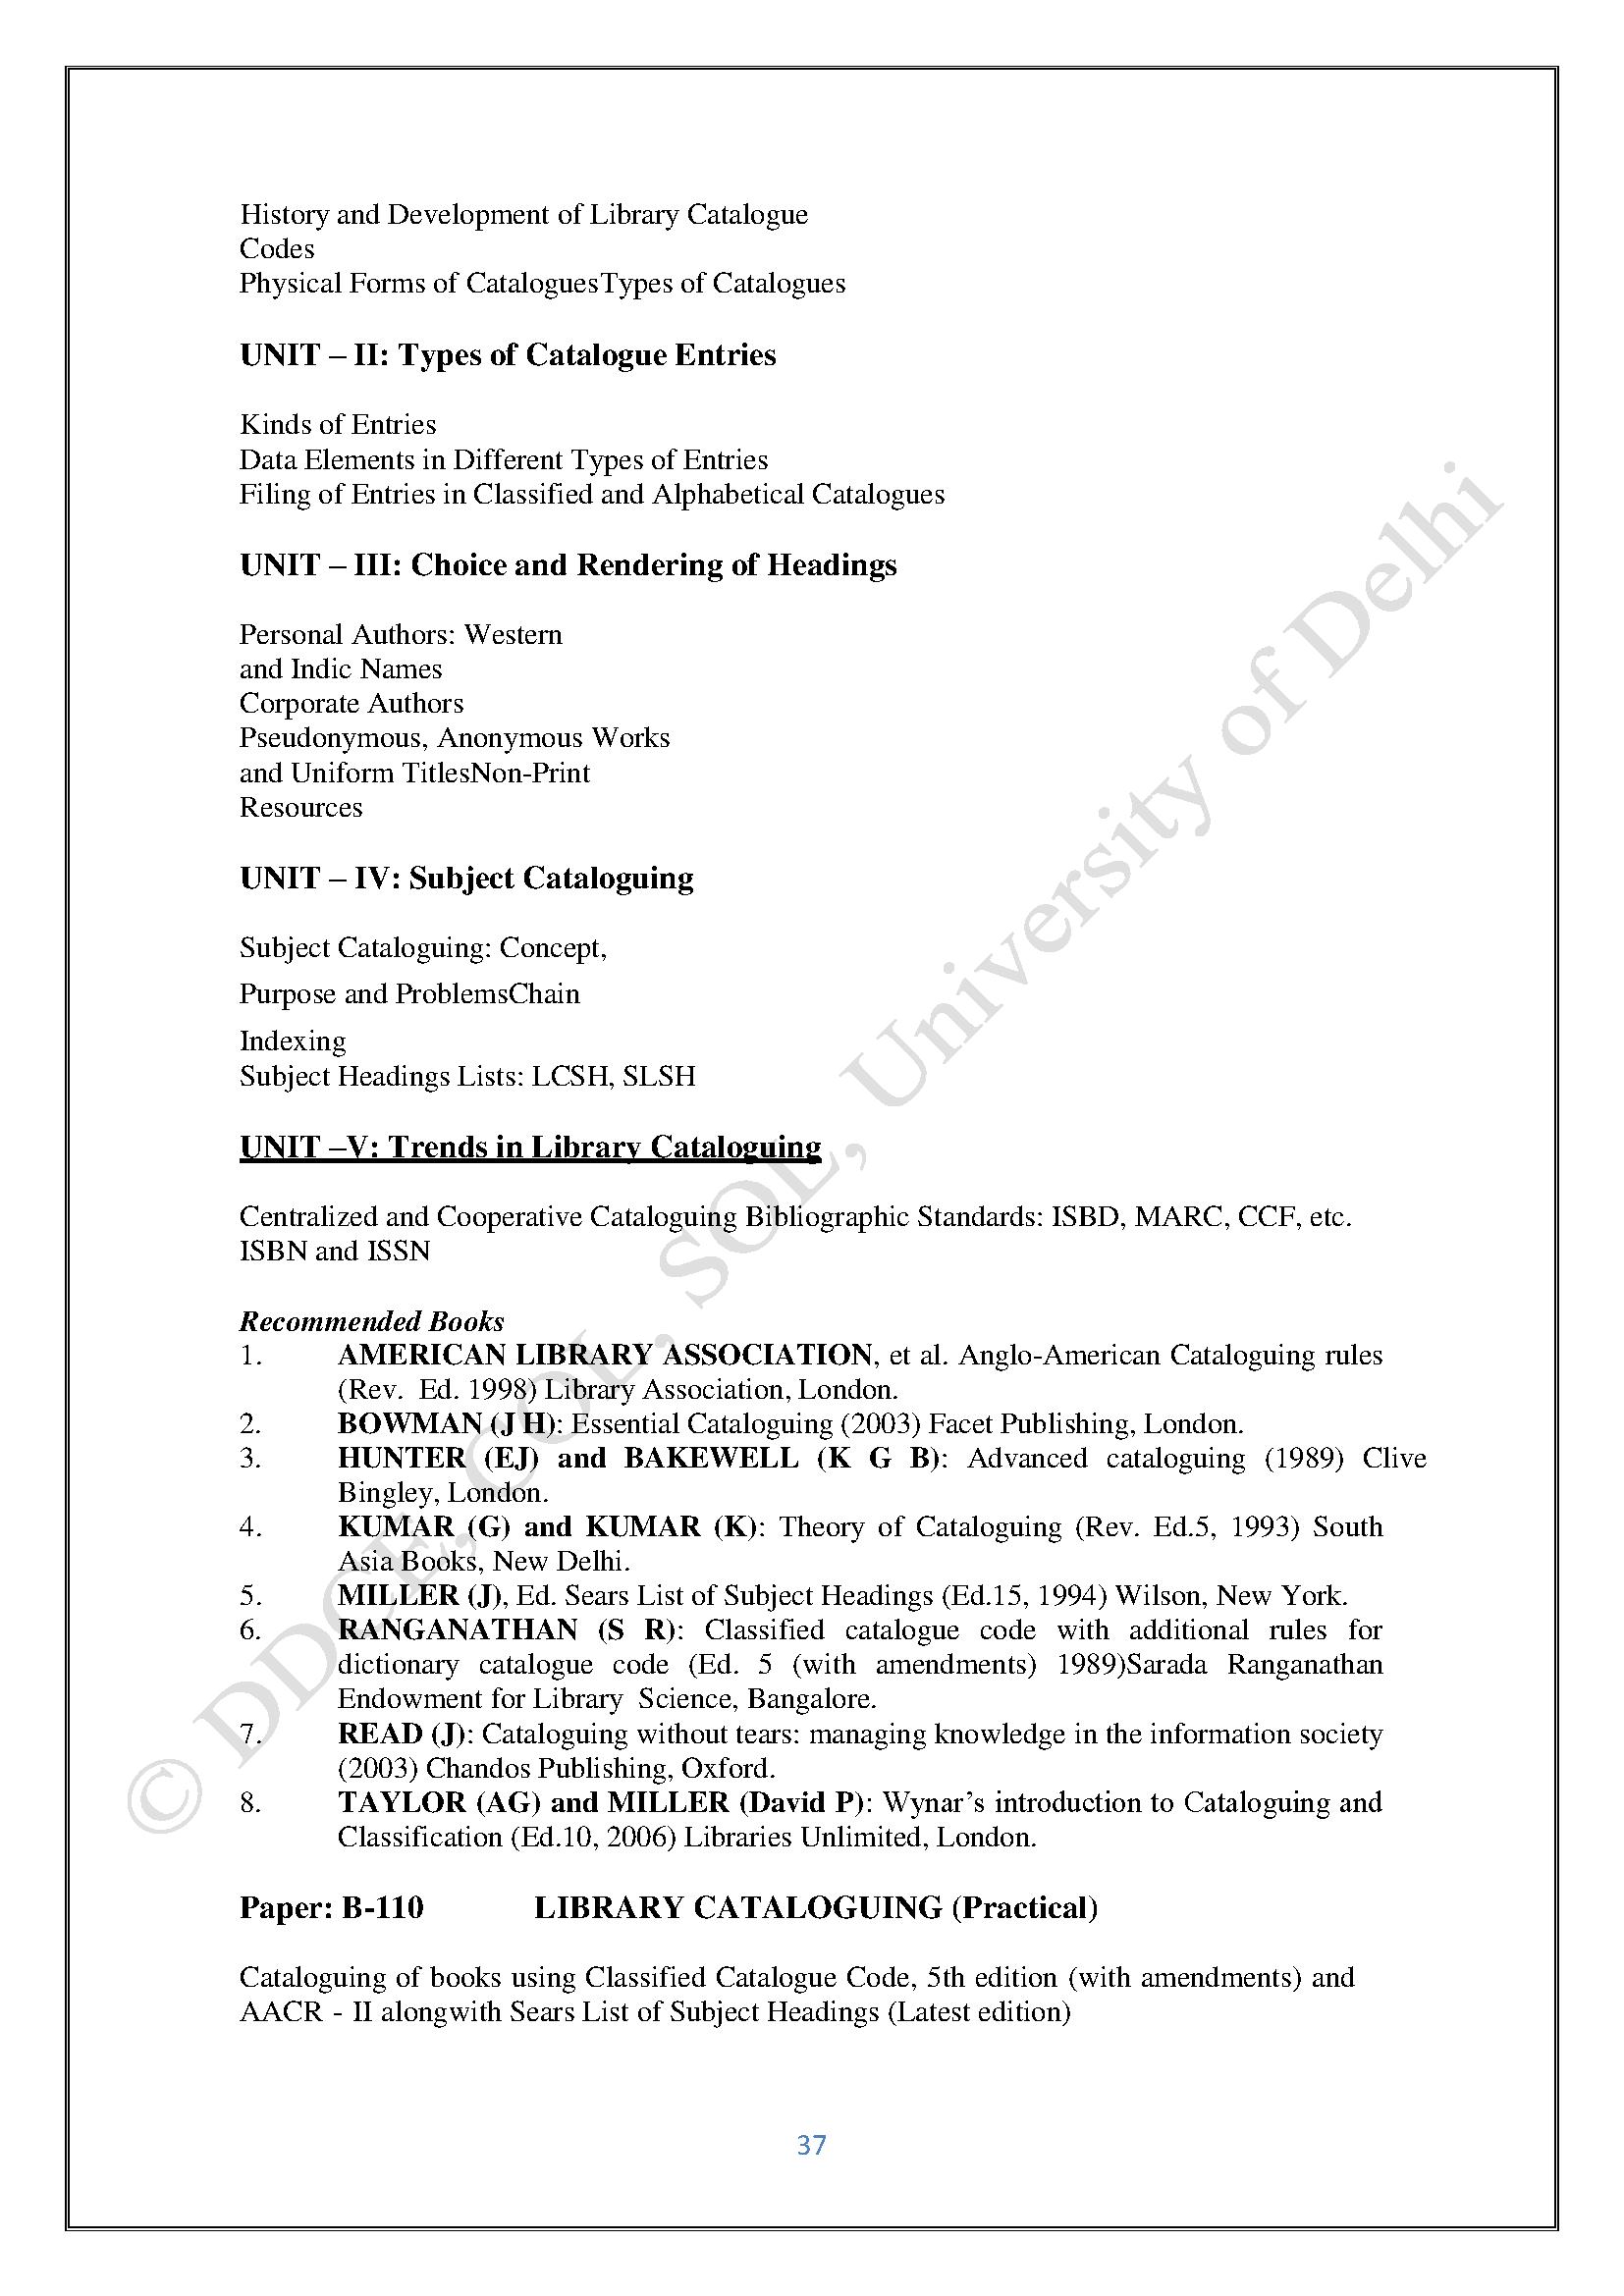 History and Development of Library Catalogue
Codes
Physical Forms of CataloguesTypes of Catalogues
UNIT – II: Types of Catalogue Entries
Kinds of Entries
Data Elements in Different Types of Entries
Filing of Entries in Classified and Alphabetical Catalogues
UNIT – III: Choice and Rendering of Headings
Personal Authors: Western
and Indic Names
Corporate Authors
Pseudonymous, Anonymous Works
and Uniform TitlesNon-Print
Resources
UNIT – IV: Subject Cataloguing
Subject Cataloguing: Concept,
Purpose and ProblemsChain
Indexing
Subject Headings Lists: LCSH, SLSH
UNIT –V: Trends in Library Cataloguing
Centralized and Cooperative Cataloguing Bibliographic Standards: ISBD, MARC, CCF, etc.
ISBN and ISSN
Recommended Books
1. AMERICAN LIBRARY ASSOCIATION, et al. Anglo-American Cataloguing rules
(Rev. Ed. 1998) Library Association, London.
2. BOWMAN (J H): Essential Cataloguing (2003) Facet Publishing, London.
3. HUNTER (EJ) and BAKEWELL (K G B): Advanced cataloguing (1989) Clive
Bingley, London.
4. KUMAR (G) and KUMAR (K): Theory of Cataloguing (Rev. Ed.5, 1993) South
Asia Books, New Delhi.
5. MILLER (J), Ed. Sears List of Subject Headings (Ed.15, 1994) Wilson, New York.
6. RANGANATHAN (S R): Classified catalogue code with additional rules for
dictionary catalogue code (Ed. 5 (with amendments) 1989)Sarada Ranganathan
Endowment for Library Science, Bangalore.
7. READ (J): Cataloguing without tears: managing knowledge in the information society
(2003) Chandos Publishing, Oxford.
8. TAYLOR (AG) and MILLER (David P): Wynar’s introduction to Cataloguing and
Classification (Ed.10, 2006) Libraries Unlimited, London.
Paper: B-110 LIBRARY CATALOGUING (Practical)
Cataloguing of books using Classified Catalogue Code, 5th edition (with amendments) and
AACR - II alongwith Sears List of Subject Headings (Latest edition)
37
© DDCE, COL, SOL, University of Delhi